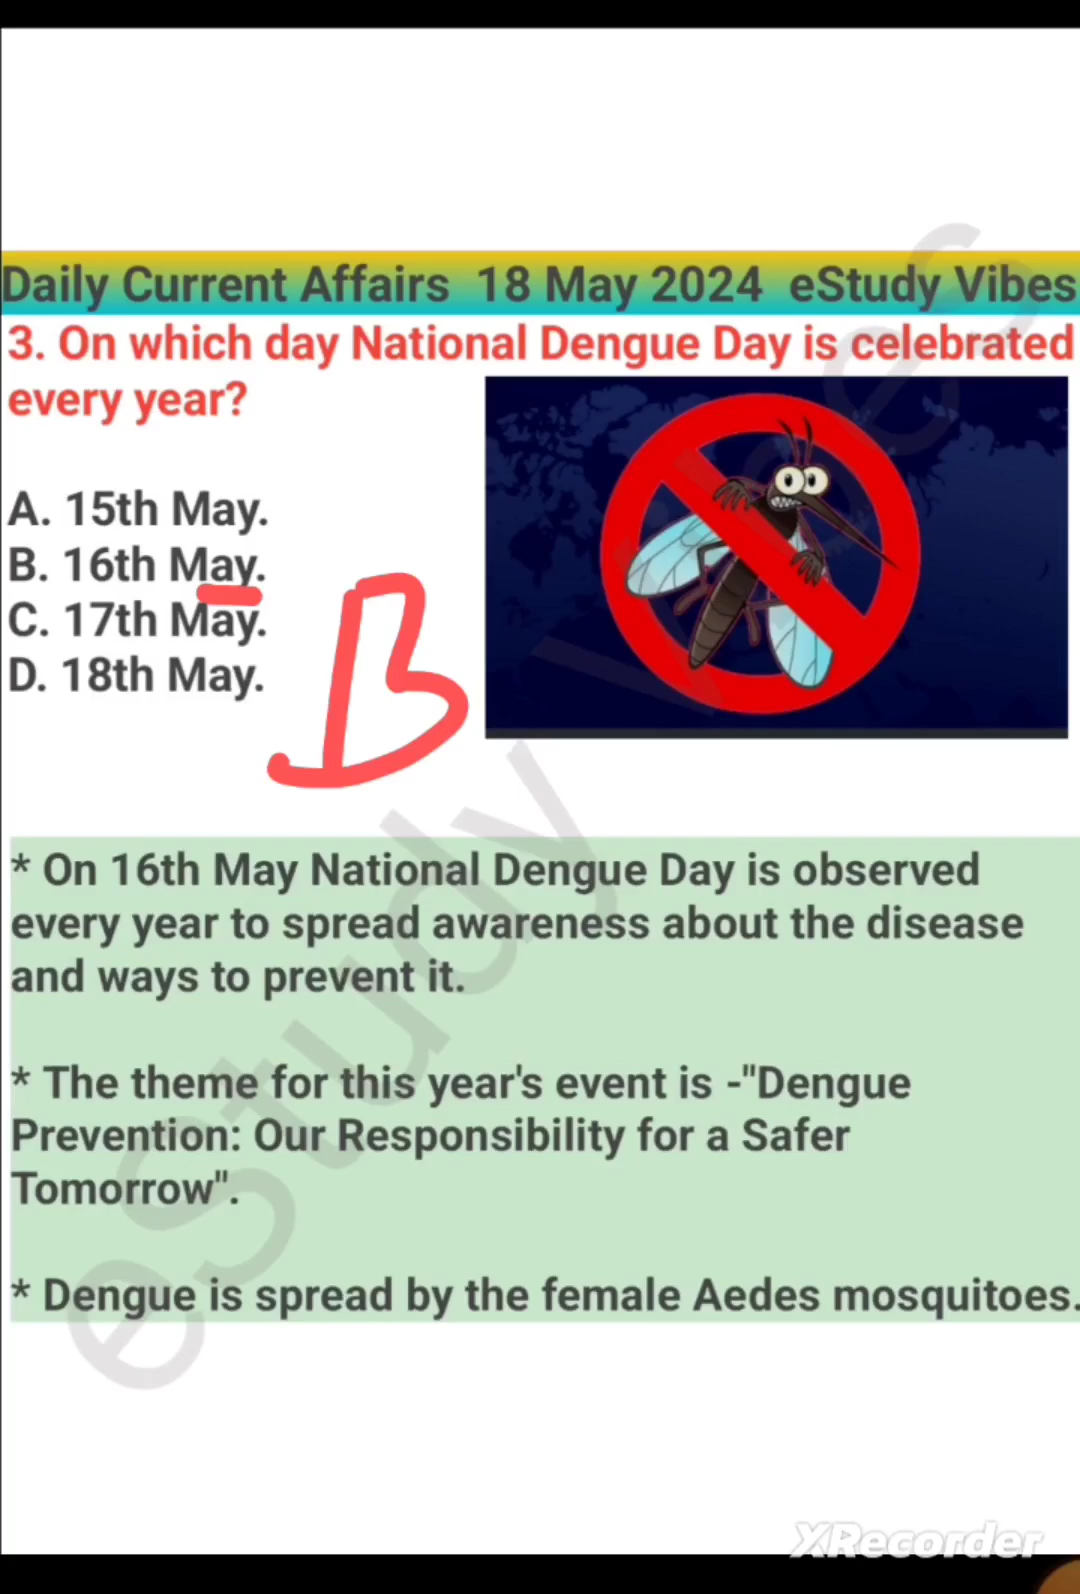 Daily Current Affairs 18 May 2024 eStudy Vibes
3. On which day National Dengue Day is celebrated
every year?
A. 15th May.
B. 16th May.
C. 17th May.
D. 18th May.
B
* On 16th May National Dengue Day is observed
every year to spread awareness about the disease
and ways to prevent it.
* The theme for this year's event is -"Dengue
Prevention: Our Responsibility for a Safer
Tomorrow".
* Dengue is spread by the female Aedes mosquitoes.
eStudy Vibes
XRecorder